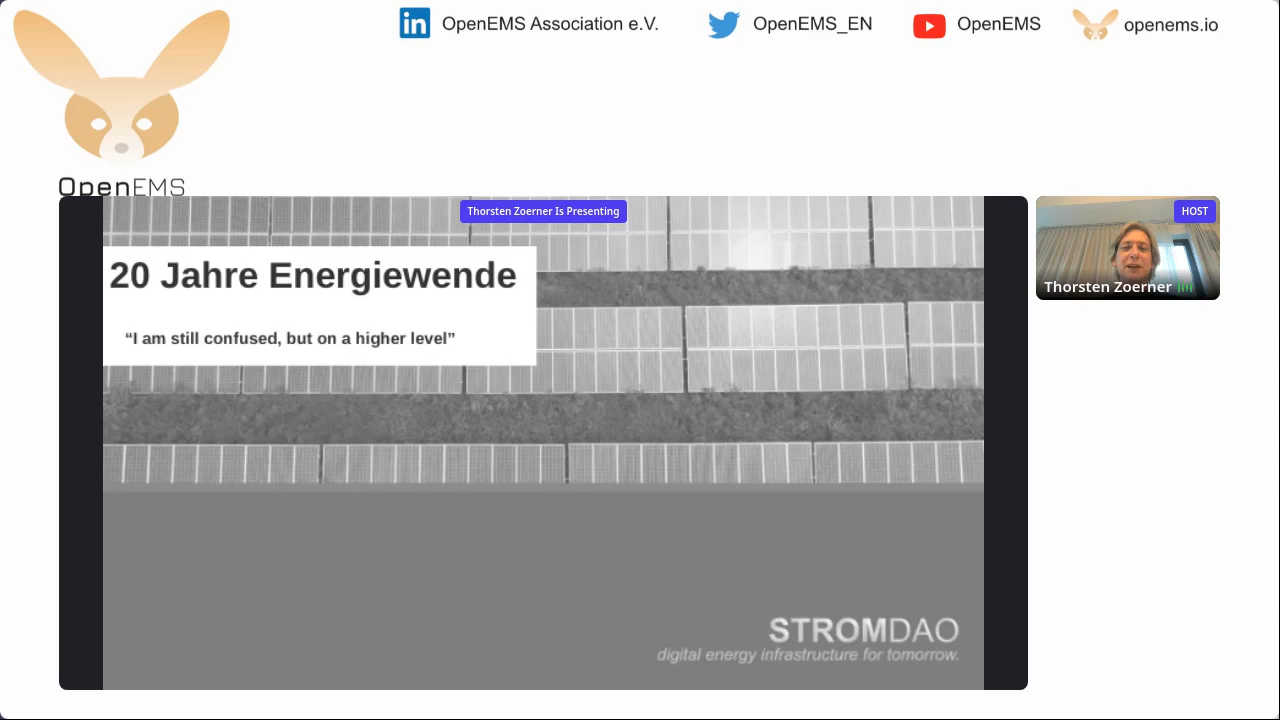 OpenEMS Association e.V.
OpenEMS_EN
OpenEMS
openems.io
OpenEMS
Thorsten Zoerner Is Presenting
HOST
20 Jahre Energiewende
“I am still confused, but on a higher level”
Thorsten Zoerner
STROMDAO
digital energy infrastructure for tomorrow.